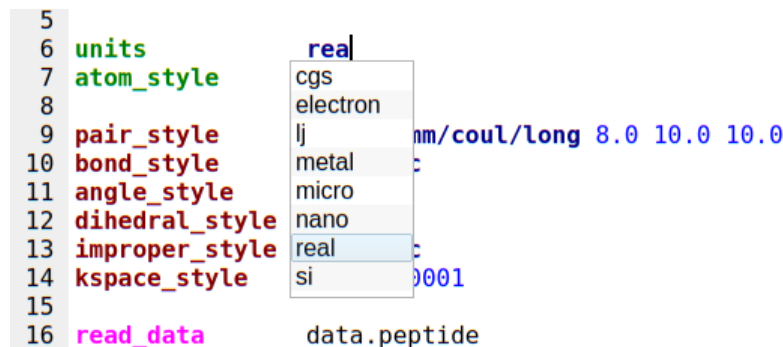 5
6 units rea
7 atom_style
8
9 pair_style mm/coul/long 8.0 10.0 10.0
10 bond_style c
11 angle_style
12 dihedral_style
13 improper_style c
14 kspace_style 0001
15
16 read_data data.peptide
cgs
electron
lj
metal
micro
nano
real
si